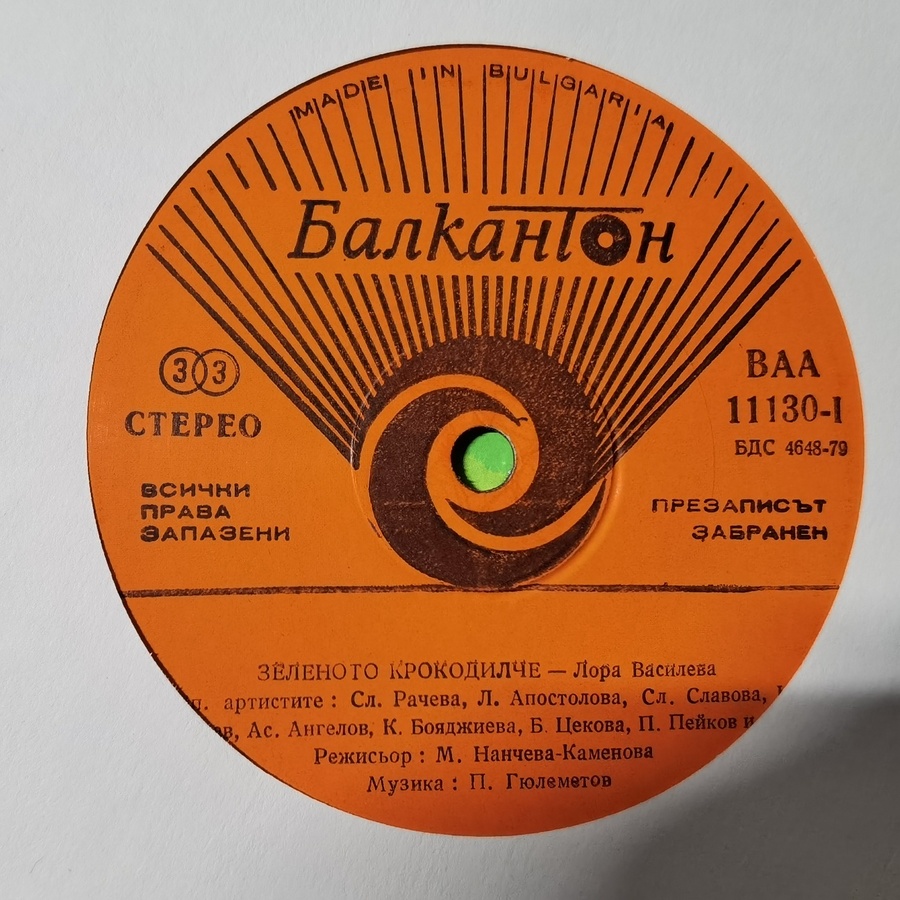 MADE IN BULGARIA
Балкантон
33
СТЕРЕО
ВАА
11130-I
БДС 4648-79
ВСИЧКИ
ПРАВА
ЗАПАЗЕНИ
ПРЕЗАПИСЪТ
ЗАБРАНЕН
ЗЕЛЕНОТО КРОКОДИЛЧЕ — Лора Василева
артистите : Сл. Рачева, Л. Апостолова, Сл. Славова,
Ас. Ангелов, К. Бояджиева, Б. Цекова, П. Пейков и
Режисьор : М. Нанчева-Каменова
Музика : П. Гюлеметов